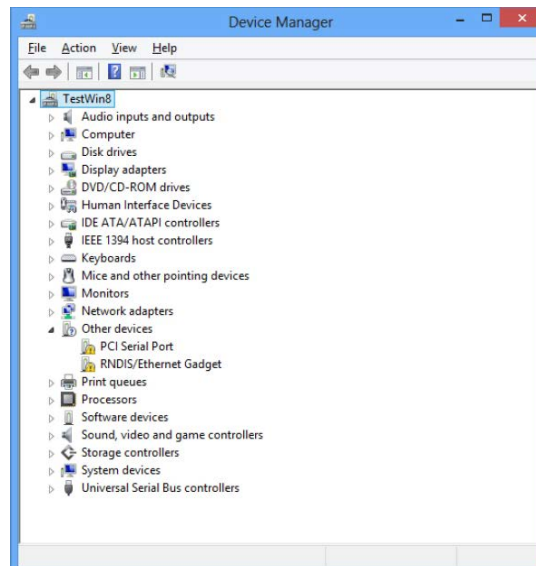 Device Manager
File Action View Help
TestWin8
Audio inputs and outputs
Computer
Disk drives
Display adapters
DVD/CD-ROM drives
Human Interface Devices
IDE ATA/ATAPI controllers
IEEE 1394 host controllers
Keyboards
Mice and other pointing devices
Monitors
Network adapters
Other devices
PCI Serial Port
RNDIS/Ethernet Gadget
Print queues
Processors
Software devices
Sound, video and game controllers
Storage controllers
System devices
Universal Serial Bus controllers